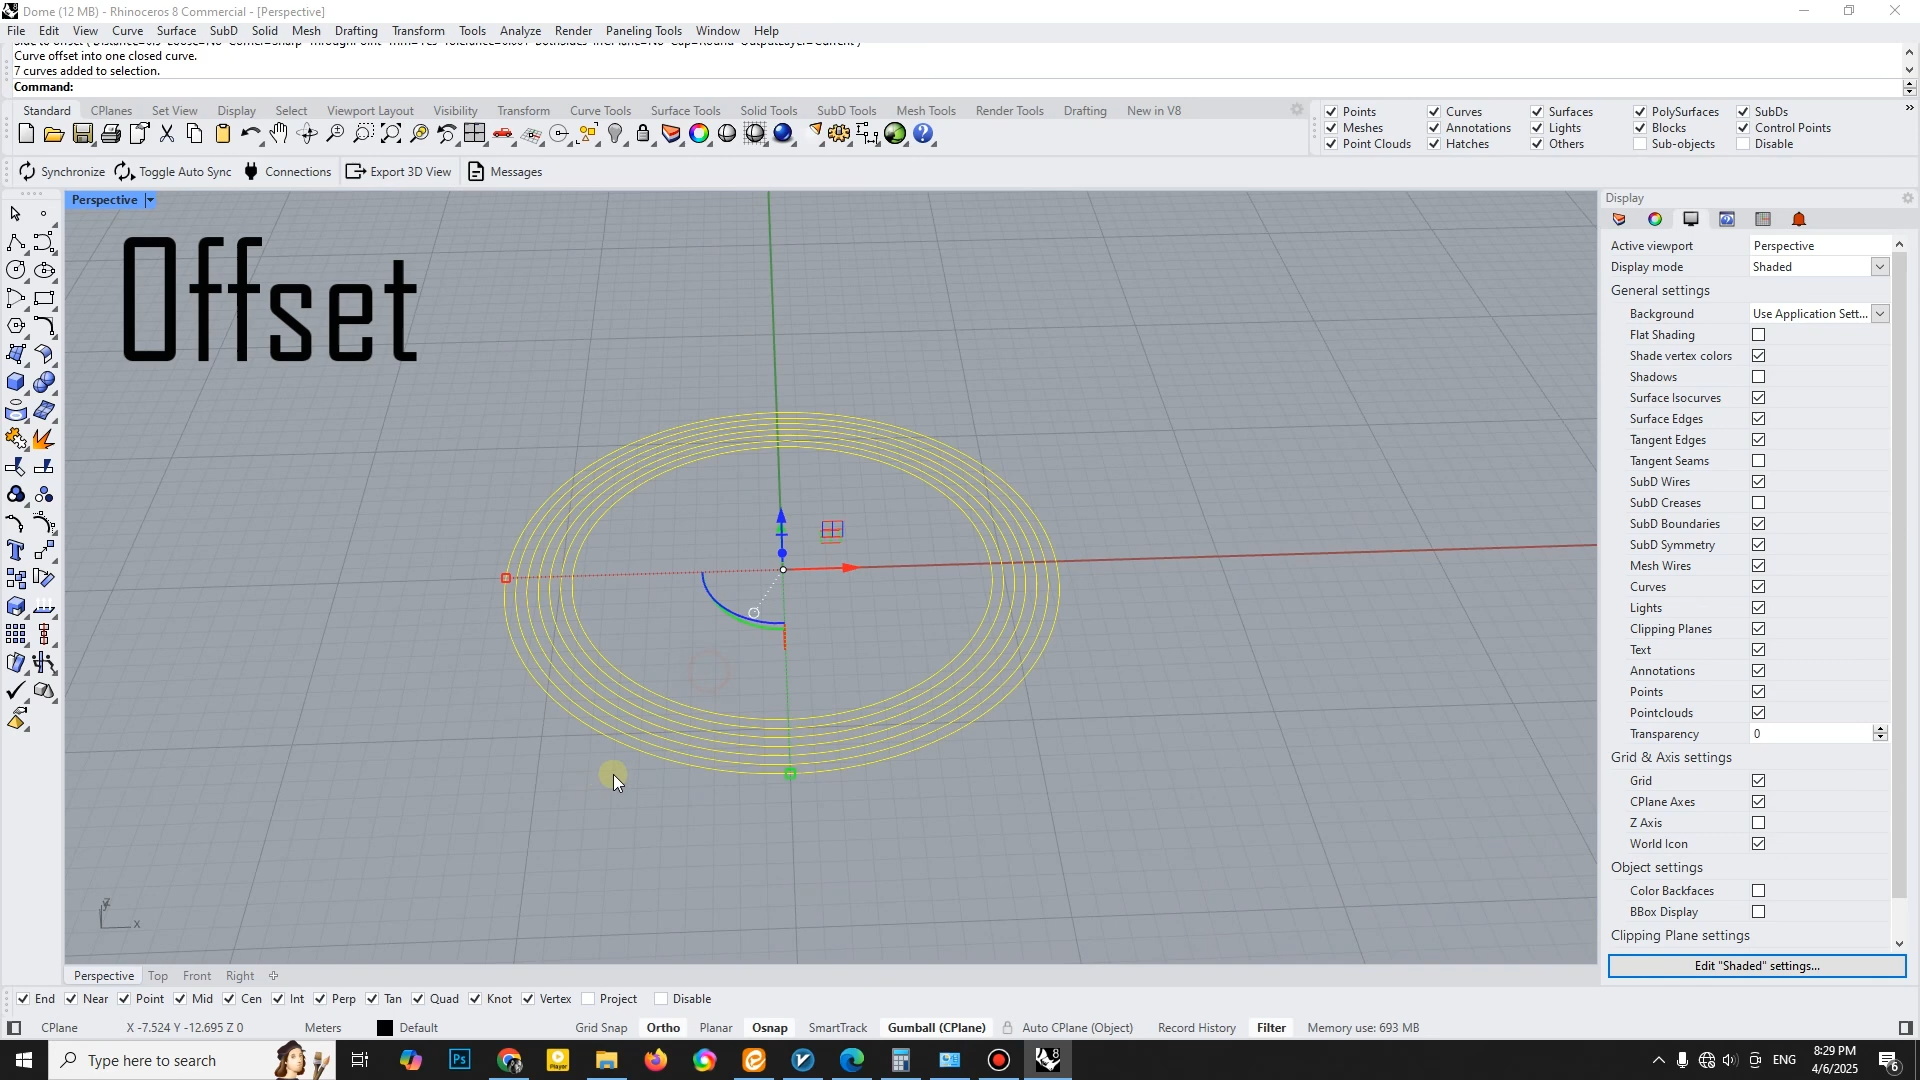 Dome (12 MB) - Rhinoceros 8 Commercial - [Perspective]
File Edit View Curve Surface SubD Solid Mesh Drafting Transform Tools Analyze Render Paneling Tools Window Help
Curve offset into one closed curve.
7 curves added to selection.
Command:
Standard CPlanes Set View Display Select Viewport Layout Visibility Transform Curve Tools Surface Tools Solid Tools SubD Tools Mesh Tools Render Tools Drafting New in V8
Points Curves Surfaces PolySurfaces SubDs
Meshes Annotations Lights Blocks Control Points
Point Clouds Hatches Others Sub-objects Disable
Synchronize Toggle Auto Sync Connections Export 3D View Messages
Perspective
Offset
Display
Active viewport Perspective
Display mode Shaded
General settings
Background Use Application Sett...
Flat Shading
Shade vertex colors
Shadows
Surface Isocurves
Surface Edges
Tangent Edges
Tangent Seams
SubD Wires
SubD Creases
SubD Boundaries
SubD Symmetry
Mesh Wires
Curves
Lights
Clipping Planes
Text
Annotations
Points
Pointclouds
Transparency 0
Grid & Axis settings
Grid
CPlane Axes
Z Axis
World Icon
Object settings
Color Backfaces
BBox Display
Clipping Plane settings
Edit "Shaded" settings...
x
Perspective Top Front Right
End Near Point Mid Cen Int Perp Tan Quad Knot Vertex Project Disable
CPlane X -7.524 Y -12.695 Z 0 Meters Default Grid Snap Ortho Planar Osnap SmartTrack Gumball (CPlane) Auto CPlane (Object) Record History Filter Memory use: 693 MB
Type here to search
Ps
ENG
8:29 PM
4/6/2025
6